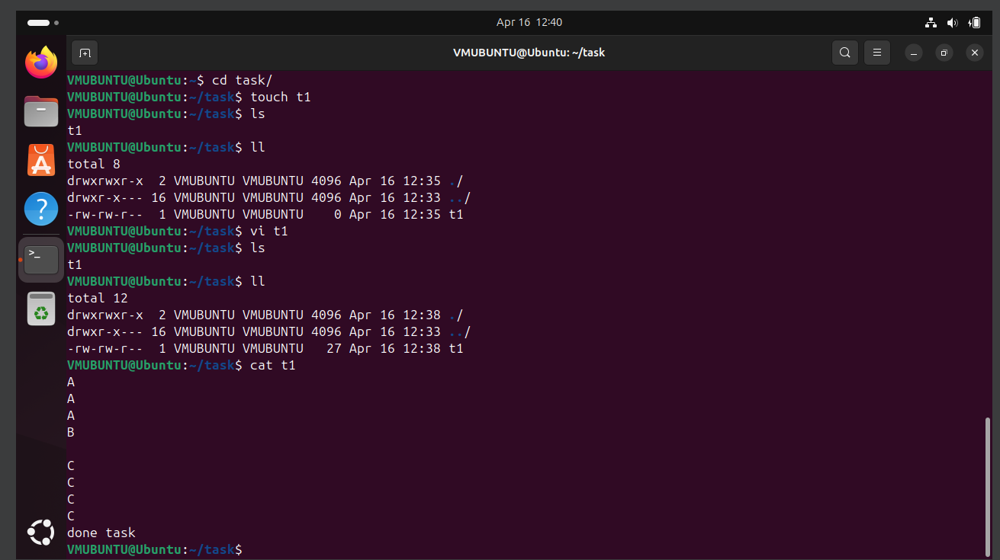 Apr 16 12:40
VMUBUNTU@Ubuntu: ~/task
VMUBUNTU@Ubuntu:~$ cd task/
VMUBUNTU@Ubuntu:~/task$ touch t1
VMUBUNTU@Ubuntu:~/task$ ls
t1
VMUBUNTU@Ubuntu:~/task$ ll
total 8
drwxrwxr-x  2 VMUBUNTU VMUBUNTU 4096 Apr 16 12:35 ./
drwxr-x--- 16 VMUBUNTU VMUBUNTU 4096 Apr 16 12:33 ../
-rw-rw-r--  1 VMUBUNTU VMUBUNTU    0 Apr 16 12:35 t1
VMUBUNTU@Ubuntu:~/task$ vi t1
VMUBUNTU@Ubuntu:~/task$ ls
t1
VMUBUNTU@Ubuntu:~/task$ ll
total 12
drwxrwxr-x  2 VMUBUNTU VMUBUNTU 4096 Apr 16 12:38 ./
drwxr-x--- 16 VMUBUNTU VMUBUNTU 4096 Apr 16 12:33 ../
-rw-rw-r--  1 VMUBUNTU VMUBUNTU   27 Apr 16 12:38 t1
VMUBUNTU@Ubuntu:~/task$ cat t1
A
A
A
B

C
C
C
C
done task
VMUBUNTU@Ubuntu:~/task$